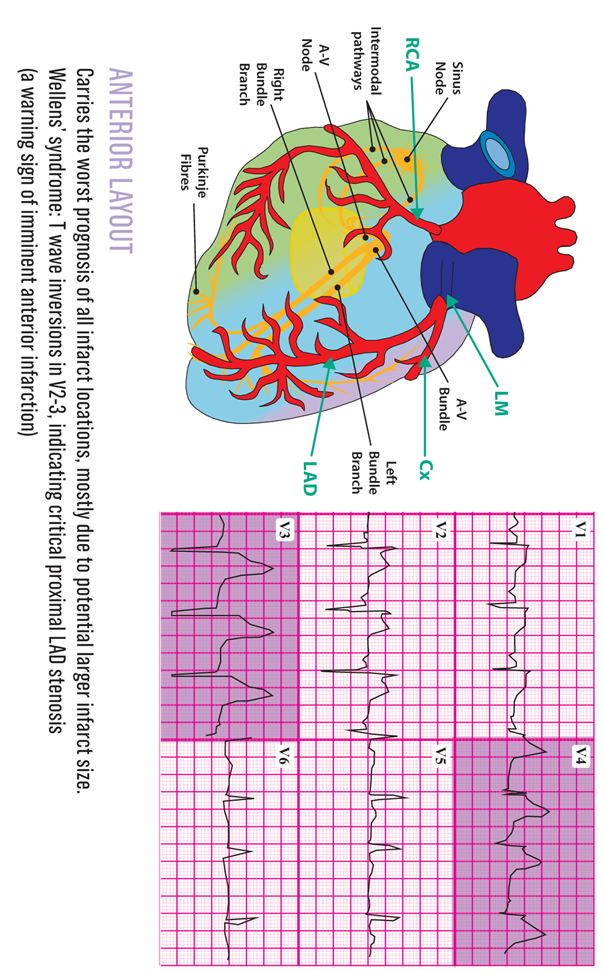 Sinus
Node
RCA
Intermodal
pathways
A-V
Node
Right
Bundle
Branch
Purkinje
Fibres
LM
A-V
Bundle
Cx
Left
Bundle
Branch
LAD
V1
V4
V2
V5
V3
V6
ANTERIOR LAYOUT
Carries the worst prognosis of all infarct locations, mostly due to potential larger infarct size.
Wellens' syndrome: T wave inversions in V2-3, indicating critical proximal LAD stenosis
(a warning sign of imminent anterior infarction)